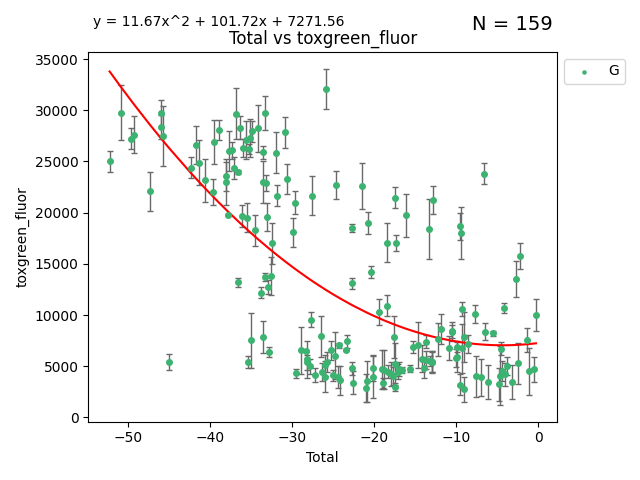 y = 11.67x^2 + 101.72x + 7271.56
N = 159
Total vs toxgreen_fluor
G
toxgreen_fluor
35000
30000
25000
20000
15000
10000
5000
0
−50 −40 −30 −20 −10 0
Total